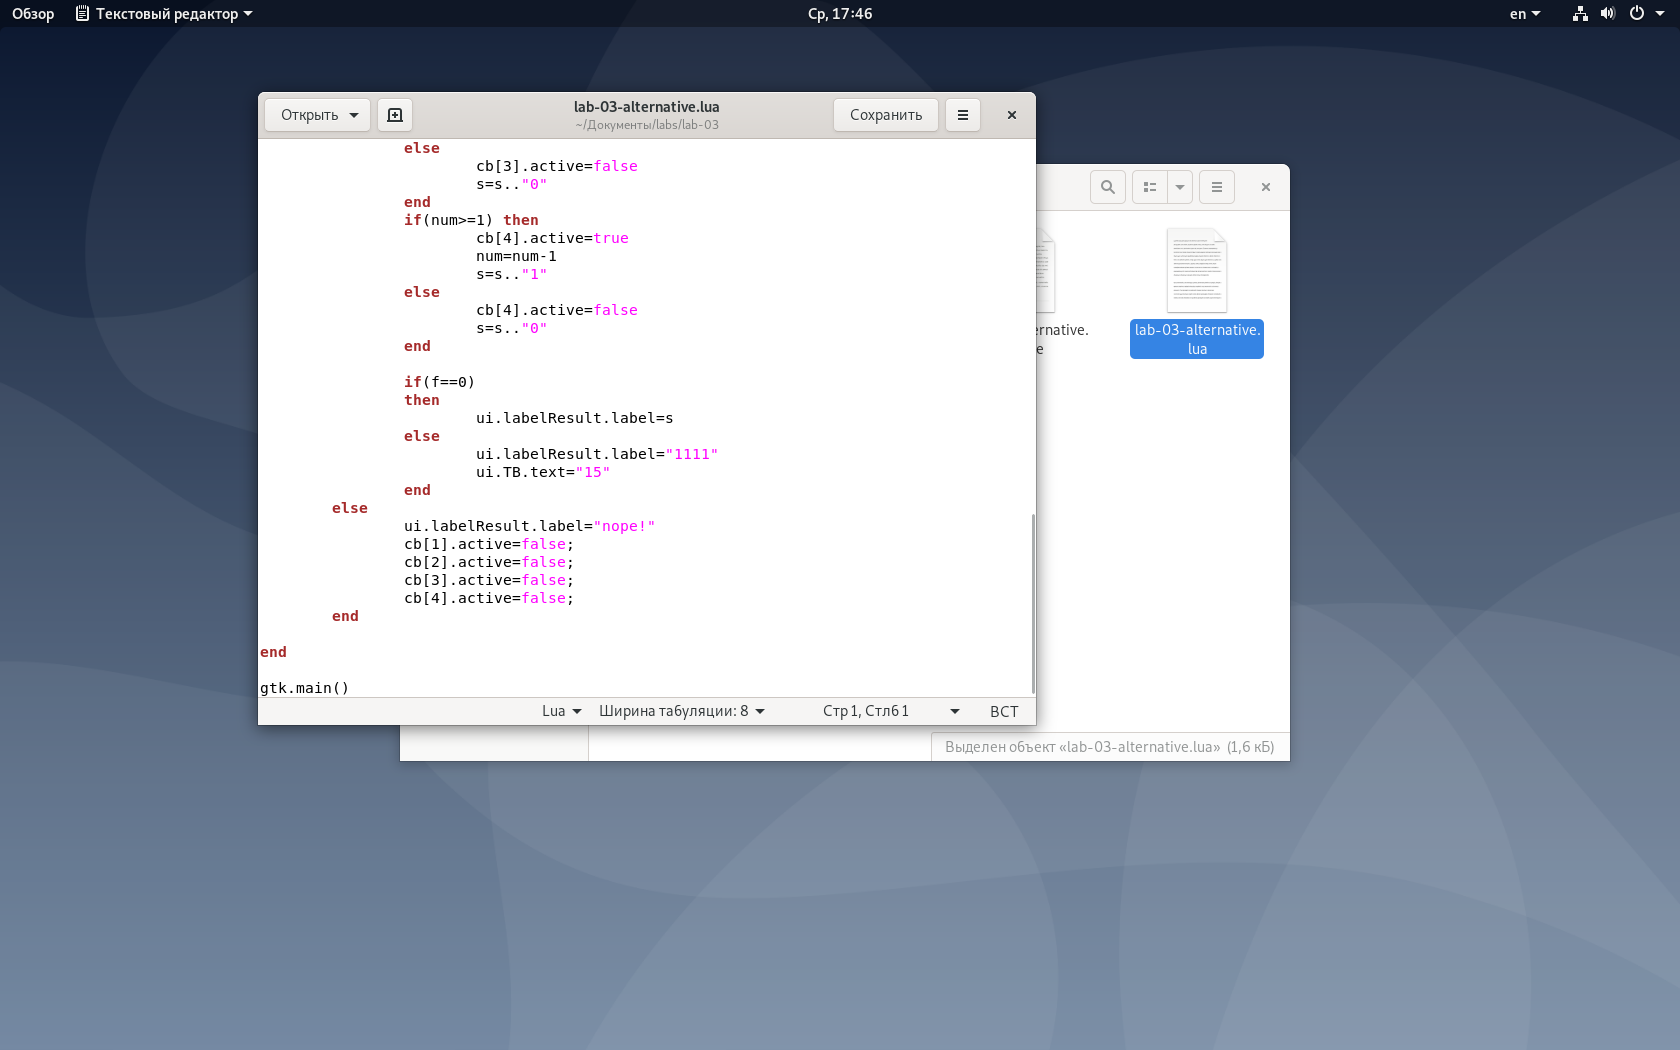 Обзор
Текстовый редактор
Ср, 17:46
en
Открыть
lab-03-alternative.lua
~/Документы/labs/lab-03
Сохранить
else
cb[3].active=false
s=s.."0"
end
if(num>=1) then
cb[4].active=true
num=num-1
s=s.."1"
else
cb[4].active=false
s=s.."0"
end
if(f==0)
then
ui.labelResult.label=s
else
ui.labelResult.label="1111"
ui.TB.text="15"
end
else
ui.labelResult.label="nope!"
cb[1].active=false;
cb[2].active=false;
cb[3].active=false;
cb[4].active=false;
end
end
gtk.main()
Lua
Ширина табуляции: 8
Стр 1, Стлб 1
ВСТ
ernative.
e
lab-03-alternative.
lua
Выделен объект «lab-03-alternative.lua» (1,6 кБ)